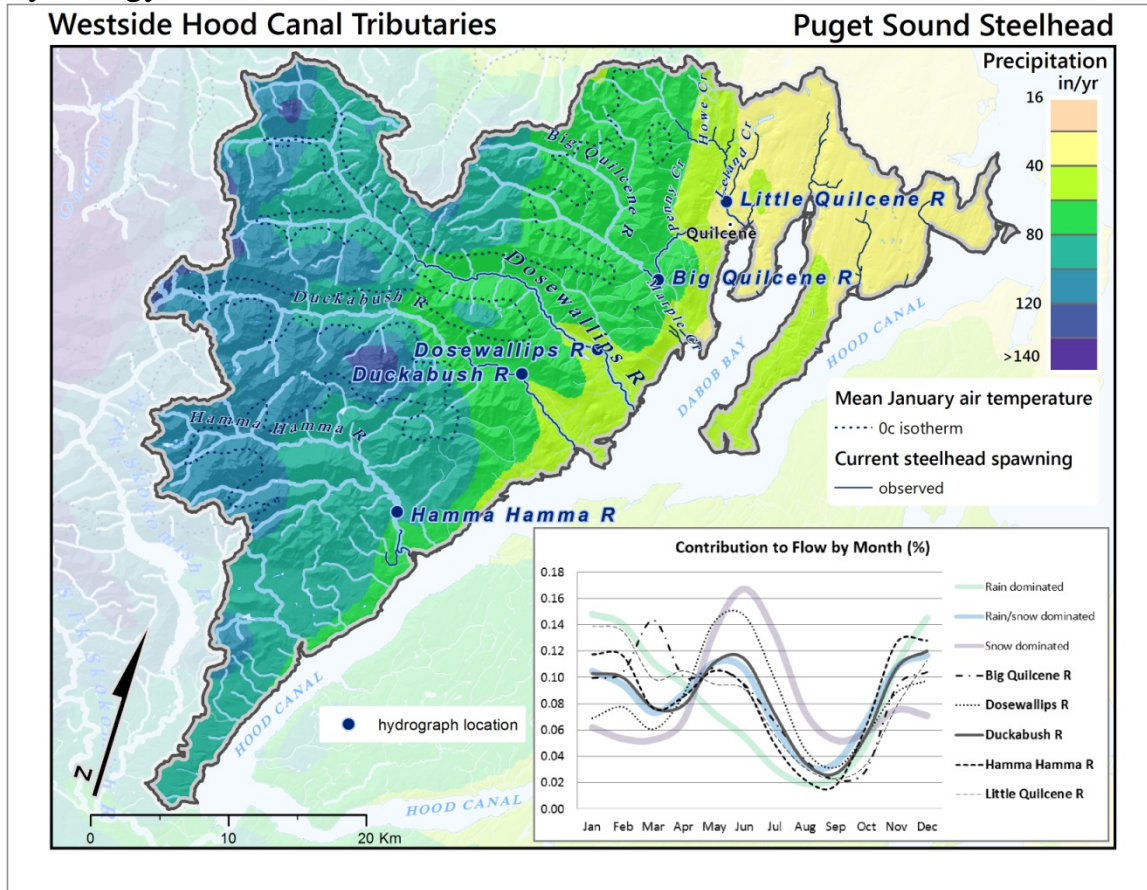 Westside Hood Canal Tributaries
Puget Sound Steelhead
Precipitation
in/yr
16
40
80
120
>140
Mean January air temperature
0c isotherm
Current steelhead spawning
observed
Howe Cr
Leland Cr
Big Quilcene R
Penny Cr
Little Quilcene R
Quilcene
Big Quilcene R
Marple Cr
Dosewallips R
Duckabush R
Dosewallips R
Duckabush R
DABOB BAY
HOOD CANAL
Hamma Hamma R
Hamma Hamma R
HOOD CANAL
HOOD CANAL
hydrograph location
N
0 10 20 Km
Contribution to Flow by Month (%)
0.18
0.16
0.14
0.12
0.10
0.08
0.06
0.04
0.02
0.00
Jan Feb Mar Apr May Jun Jul Aug Sep Oct Nov Dec
Rain dominated
Rain/snow dominated
Snow dominated
Big Quilcene R
Dosewallips R
Duckabush R
Hamma Hamma R
Little Quilcene R